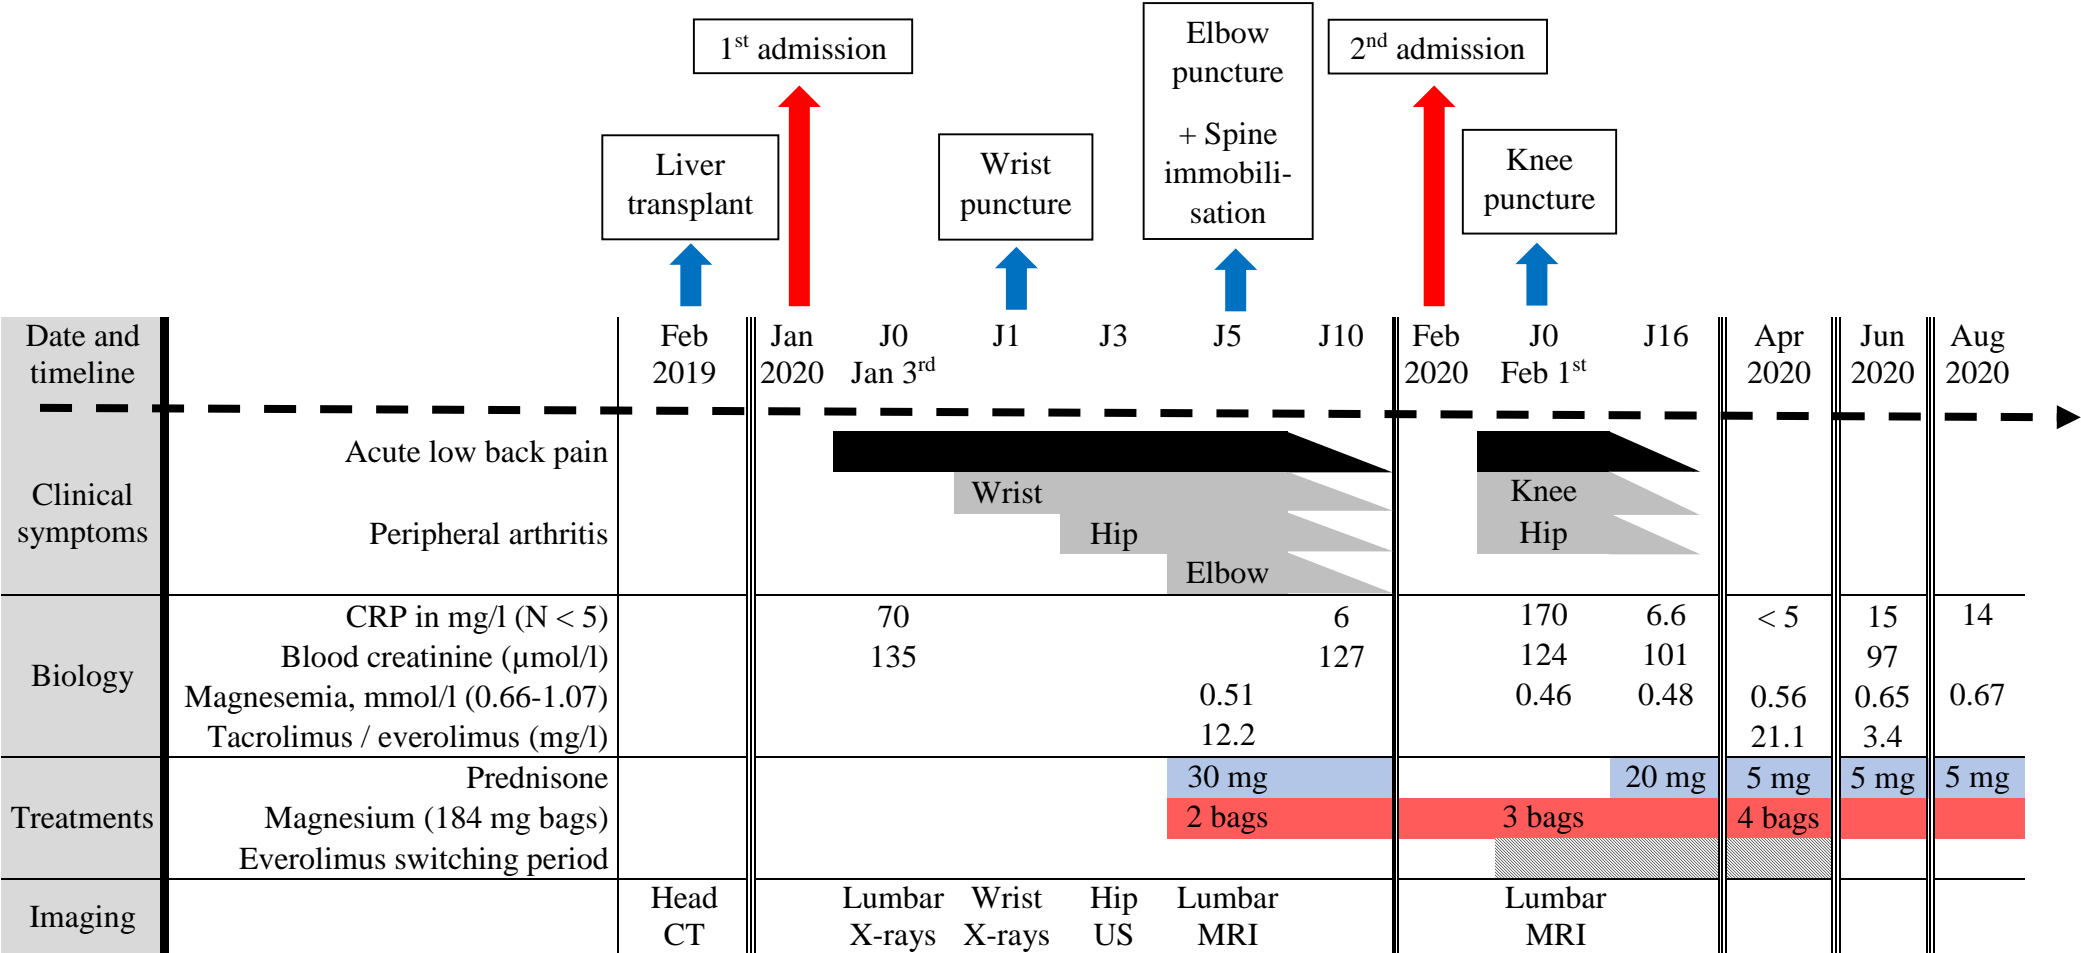 1st admission
Elbow
puncture
+ Spine
immobili-
sation
2nd admission
Liver
transplant
Wrist
puncture
Knee
puncture
Date and
timeline
Feb
2019
Jan
2020
J0
Jan 3rd
J1
J3
J5
J10
Feb
2020
J0
Feb 1st
J16
Apr
2020
Jun
2020
Aug
2020
Clinical
symptoms
Acute low back pain
Peripheral arthritis
Wrist
Hip
Elbow
Knee
Hip
Biology
CRP in mg/l (N < 5) 70 6 170 6.6 < 5 15 14
Blood creatinine (µmol/l) 135 127 124 101 97
Magnesemia, mmol/l (0.66-1.07) 0.51 0.46 0.48 0.56 0.65 0.67
Tacrolimus / everolimus (mg/l) 12.2 21.1 3.4
Treatments
Prednisone 30 mg 20 mg 5 mg 5 mg 5 mg
Magnesium (184 mg bags) 2 bags 3 bags 4 bags
Everolimus switching period
Imaging
Head
CT
Lumbar
X-rays
Wrist
X-rays
Hip
US
Lumbar
MRI
Lumbar
MRI